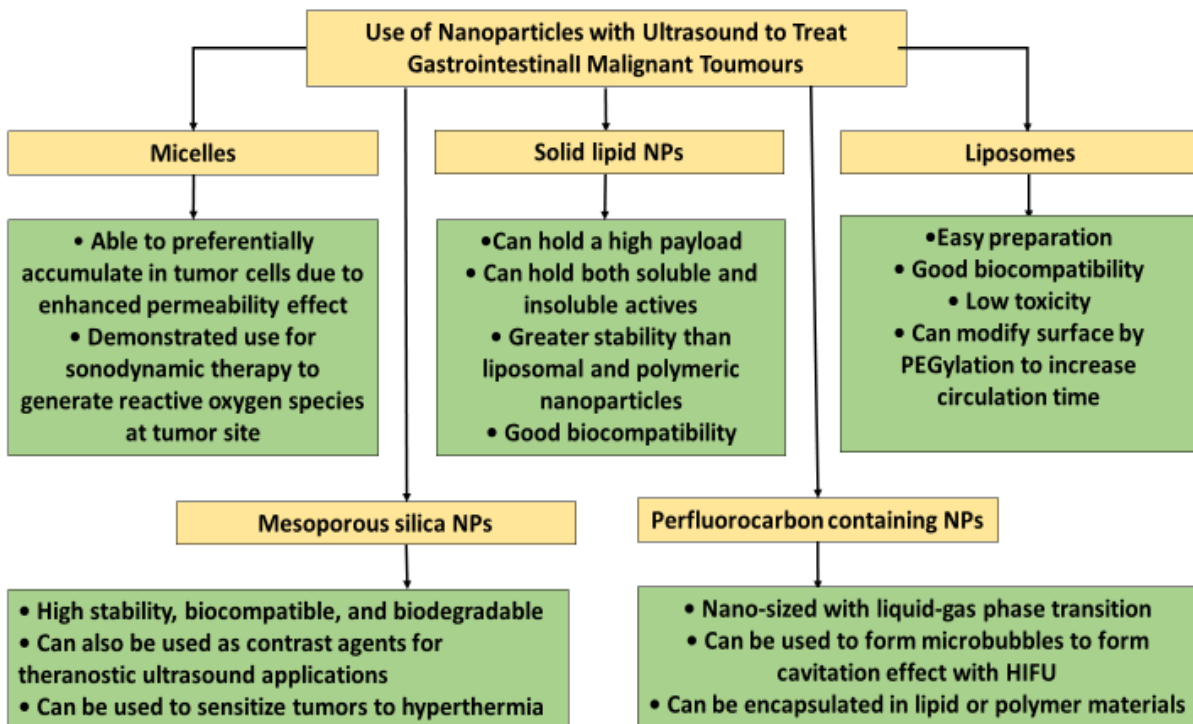 Use of Nanoparticles with Ultrasound to Treat
GastrointestinalI Malignant Toumours
Micelles
• Able to preferentially
accumulate in tumor cells due to
enhanced permeability effect
• Demonstrated use for
sonodynamic therapy to
generate reactive oxygen species
at tumor site
Solid lipid NPs
•Can hold a high payload
• Can hold both soluble and
insoluble actives
• Greater stability than
liposomal and polymeric
nanoparticles
• Good biocompatibility
Liposomes
•Easy preparation
• Good biocompatibility
• Low toxicity
• Can modify surface by
PEGylation to increase
circulation time
Mesoporous silica NPs
• High stability, biocompatible, and biodegradable
• Can also be used as contrast agents for
theranostic ultrasound applications
• Can be used to sensitize tumors to hyperthermia
Perfluorocarbon containing NPs
• Nano-sized with liquid-gas phase transition
• Can be used to form microbubbles to form
cavitation effect with HIFU
• Can be encapsulated in lipid or polymer materials